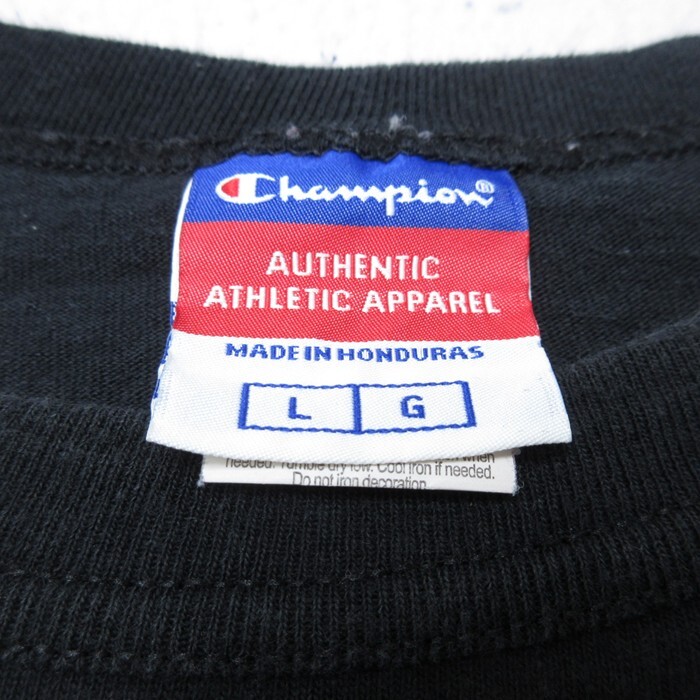 Champion®
AUTHENTIC
ATHLETIC APPAREL
MADE IN HONDURAS
L G
when
needed. Tumble dry low. Cool iron if needed.
Do not iron decoration.